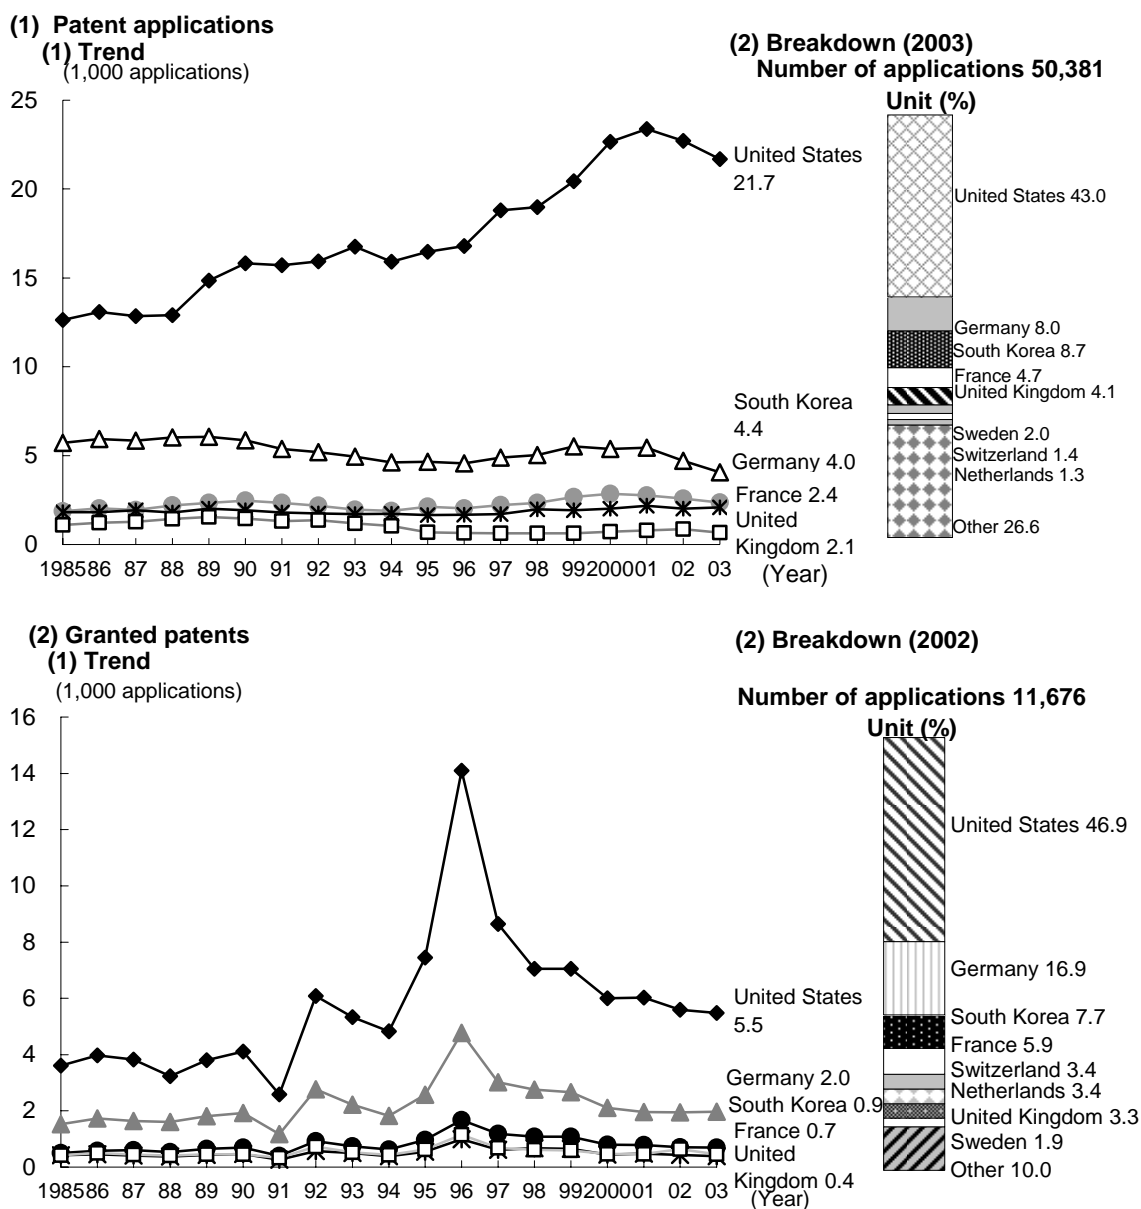 (1) Patent applications
(1) Trend
(1,000 applications)
25
20
15
10
5
0
1985 86 87 88 89 90 91 92 93 94 95 96 97 98 99 2000 01 02 03
(Year)
United States
21.7
South Korea
4.4
Germany 4.0
France 2.4
United
Kingdom 2.1
(2) Breakdown (2003)
Number of applications 50,381
Unit (%)
United States 43.0
Germany 8.0
South Korea 8.7
France 4.7
United Kingdom 4.1
Sweden 2.0
Switzerland 1.4
Netherlands 1.3
Other 26.6
(2) Granted patents
(1) Trend
(1,000 applications)
16
14
12
10
8
6
4
2
0
1985 86 87 88 89 90 91 92 93 94 95 96 97 98 99 2000 01 02 03
(Year)
United States
5.5
Germany 2.0
South Korea 0.9
France 0.7
United
Kingdom 0.4
(2) Breakdown (2002)
Number of applications 11,676
Unit (%)
United States 46.9
Germany 16.9
South Korea 7.7
France 5.9
Switzerland 3.4
Netherlands 3.4
United Kingdom 3.3
Sweden 1.9
Other 10.0